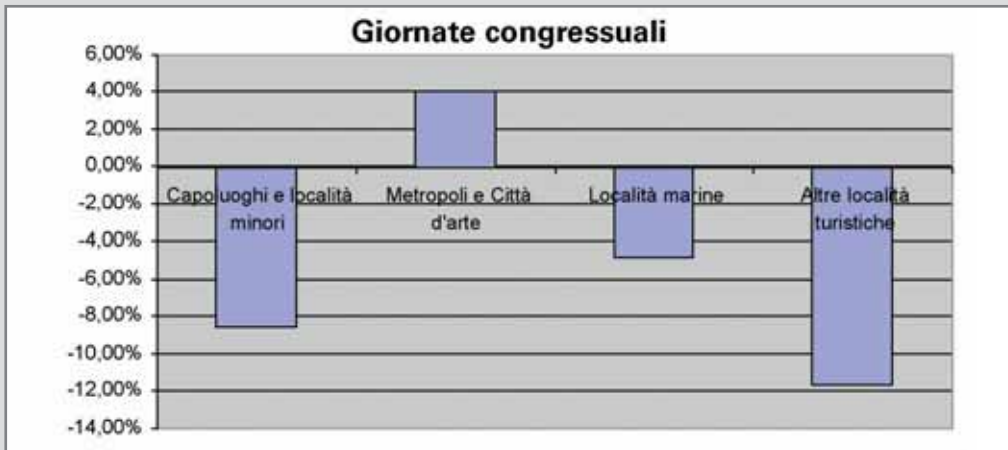 Giornate congressuali
6,00%
4,00%
2,00%
0,00%
-2,00%
-4,00%
-6,00%
-8,00%
-10,00%
-12,00%
-14,00%
Capoluoghi e località
minori
Metropoli e Città
d'arte
Località marine
Altre località
turistiche